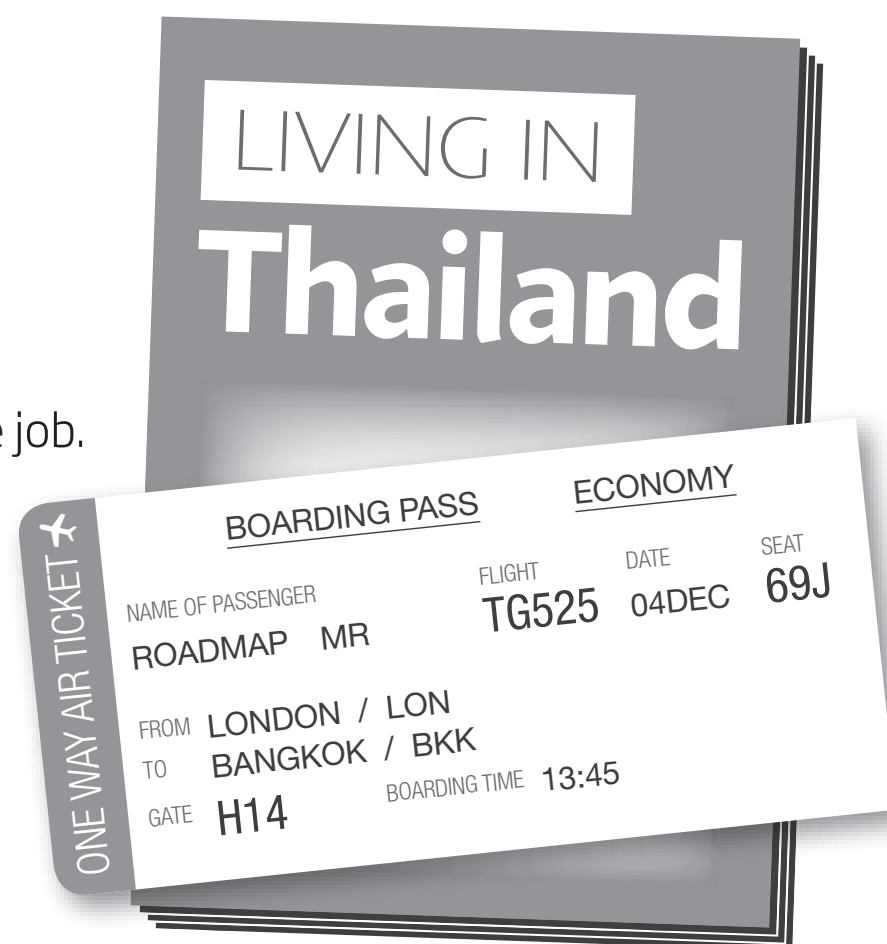 LIVING IN
Thailand
job.
BOARDING PASS ECONOMY
NAME OF PASSENGER FLIGHT DATE SEAT
ROADMAP MR TG525 04DEC 69J
FROM LONDON / LON
TO BANGKOK / BKK
GATE H14 BOARDING TIME 13:45
ONE WAY AIR TICKET